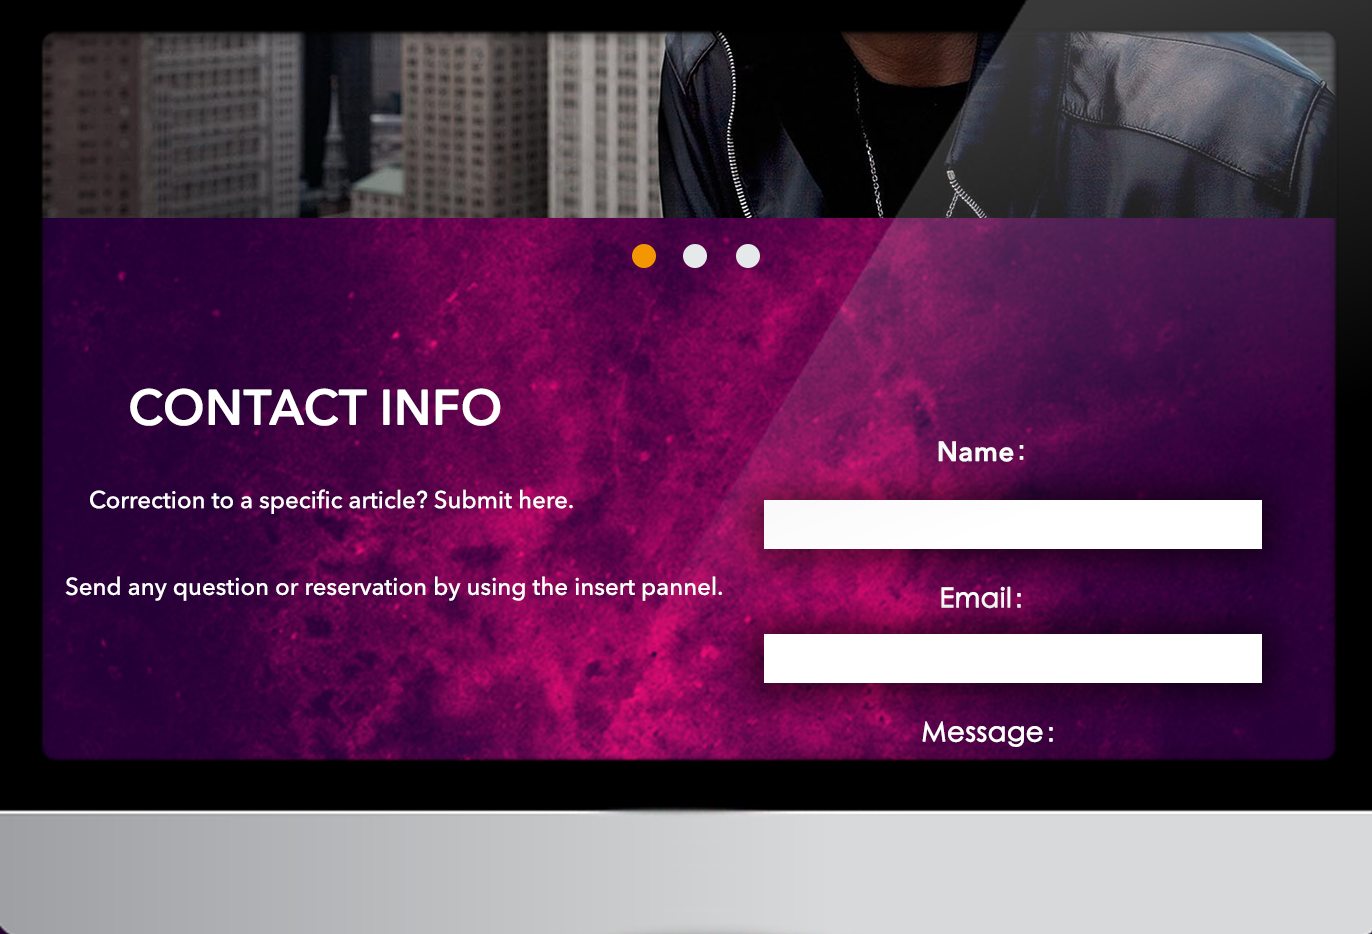 CONTACT INFO
Correction to a specific article? Submit here.
Send any question or reservation by using the insert pannel.
Name:
Email:
Message: